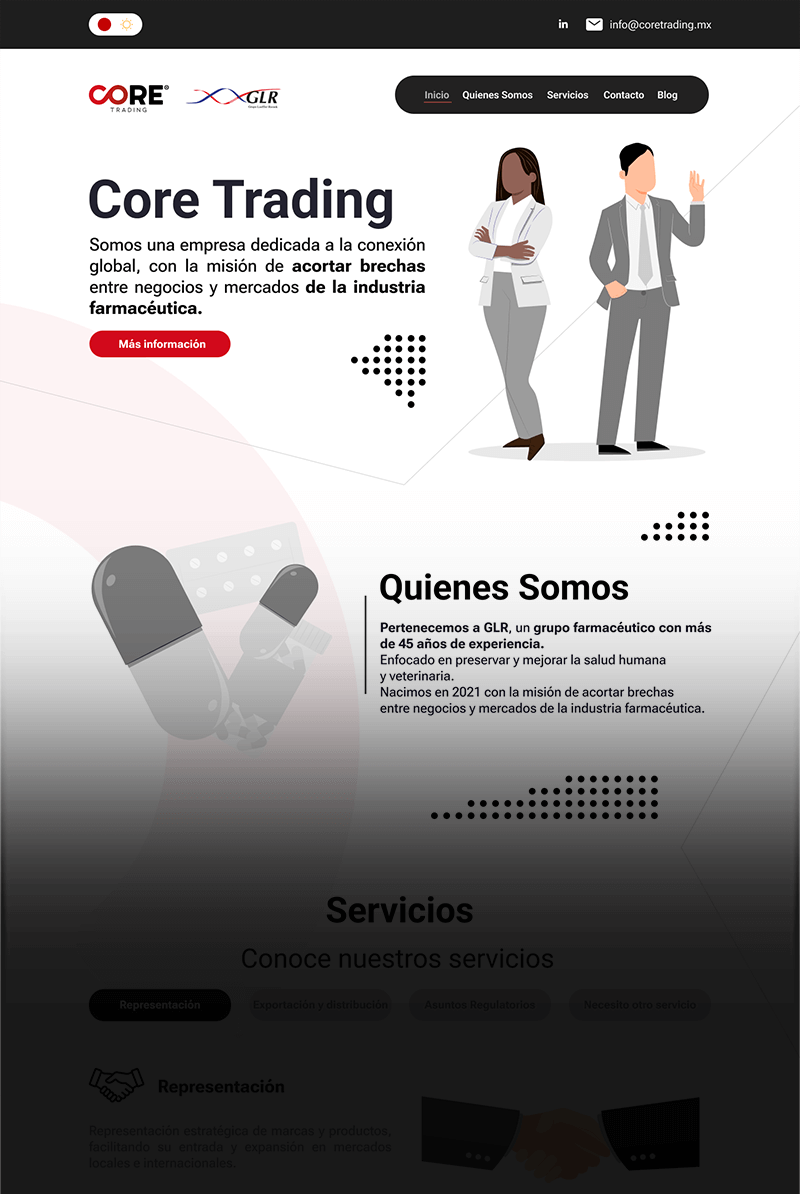 in
info@coretrading.mx
CORE®
TRADING
GLR
Inicio
Quienes Somos
Servicios
Contacto
Blog
Core Trading
Somos una empresa dedicada a la conexión
global, con la misión de acortar brechas
entre negocios y mercados de la industria
farmacéutica.
Más información
Quienes Somos
Pertenecemos a GLR, un grupo farmacéutico con más
de 45 años de experiencia.
Enfocado en preservar y mejorar la salud humana
y veterinaria.
Nacimos en 2021 con la misión de acortar brechas
entre negocios y mercados de la industria farmacéutica.
Servicios
Conoce nuestros servicios
Representación
Exportación y distribución
Asuntos Regulatorios
Necesito otro servicio
Representación
Representación estratégica de marcas y productos,
facilitando su entrada y expansión en mercados
locales e internacionales.